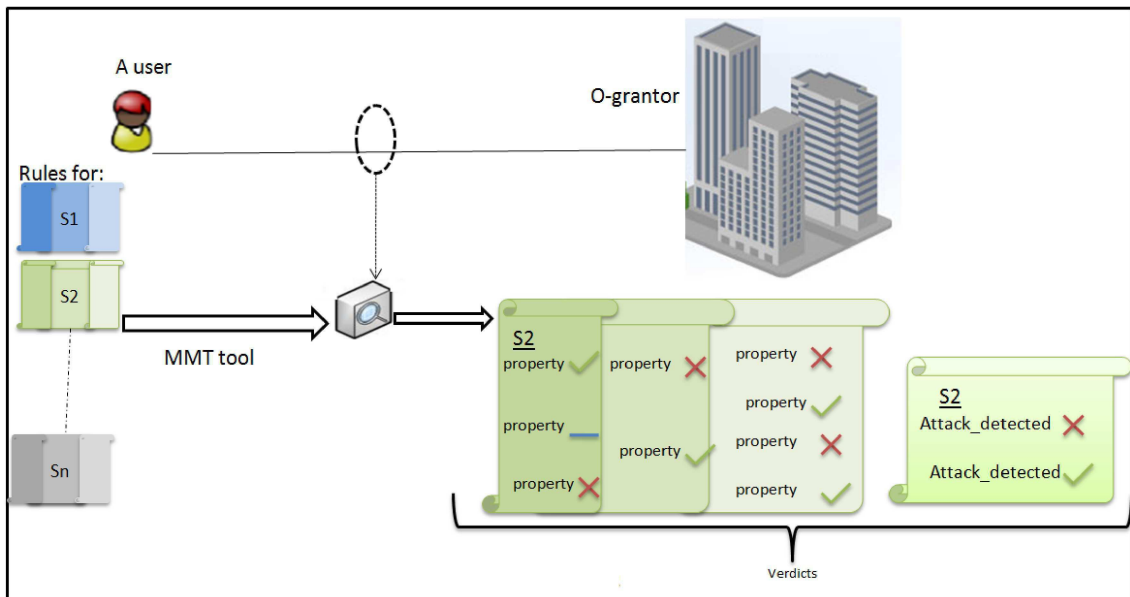 A user
O-grantor
Rules for:
S1
S2
MMT tool
Sn
S2
property
property
property
property
property
property
property
property
property
S2
Attack_detected
Attack_detected
Verdicts